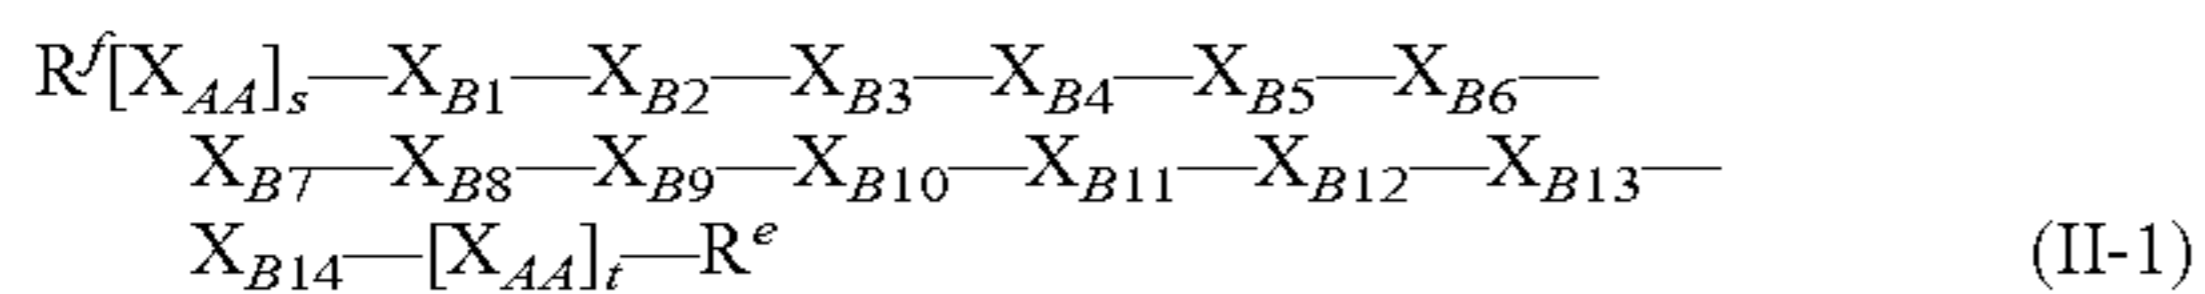 R^f[X_AA]_s—X_B1—X_B2—X_B3—X_B4—X_B5—X_B6—
X_B7—X_B8—X_B9—X_B10—X_B11—X_B12—X_B13—
X_B14—[X_AA]_t—R^e (II-1)